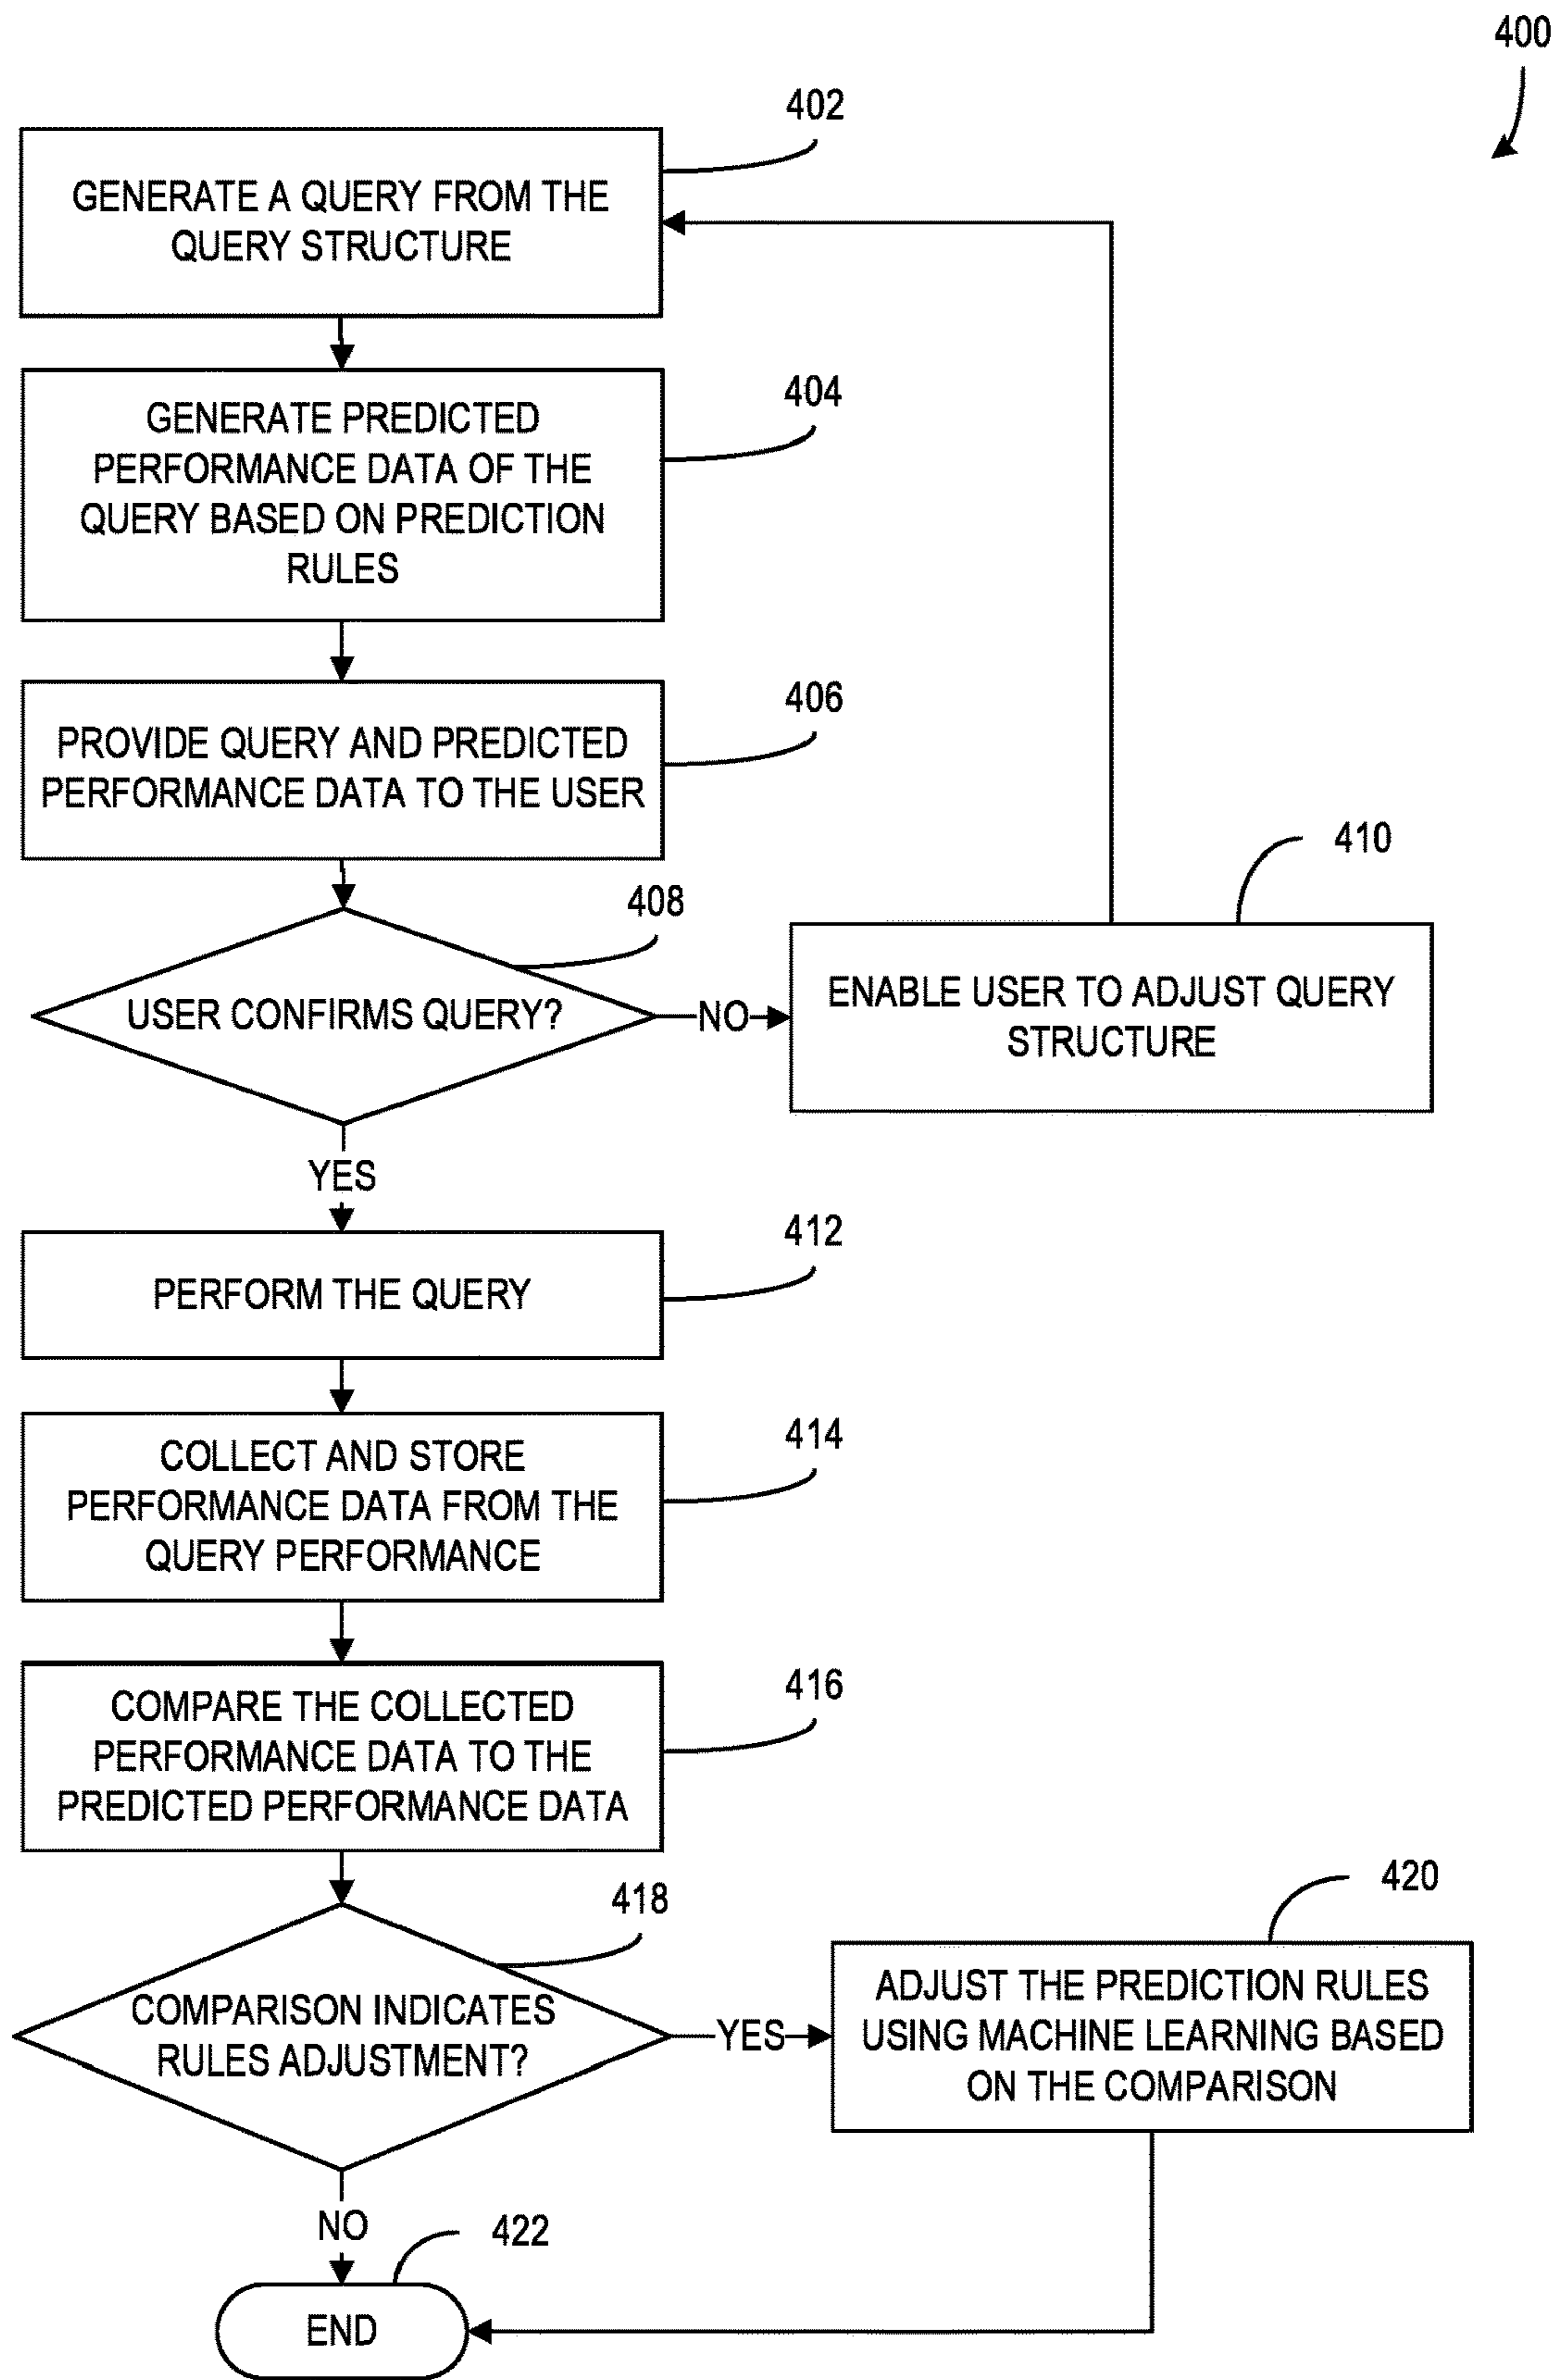 400
402
GENERATE A QUERY FROM THE
QUERY STRUCTURE
404
GENERATE PREDICTED
PERFORMANCE DATA OF THE
QUERY BASED ON PREDICTION
RULES
406
PROVIDE QUERY AND PREDICTED
PERFORMANCE DATA TO THE USER
408
USER CONFIRMS QUERY?
NO
410
ENABLE USER TO ADJUST QUERY
STRUCTURE
YES
412
PERFORM THE QUERY
414
COLLECT AND STORE
PERFORMANCE DATA FROM THE
QUERY PERFORMANCE
416
COMPARE THE COLLECTED
PERFORMANCE DATA TO THE
PREDICTED PERFORMANCE DATA
418
COMPARISON INDICATES
RULES ADJUSTMENT?
YES
420
ADJUST THE PREDICTION RULES
USING MACHINE LEARNING BASED
ON THE COMPARISON
NO
422
END